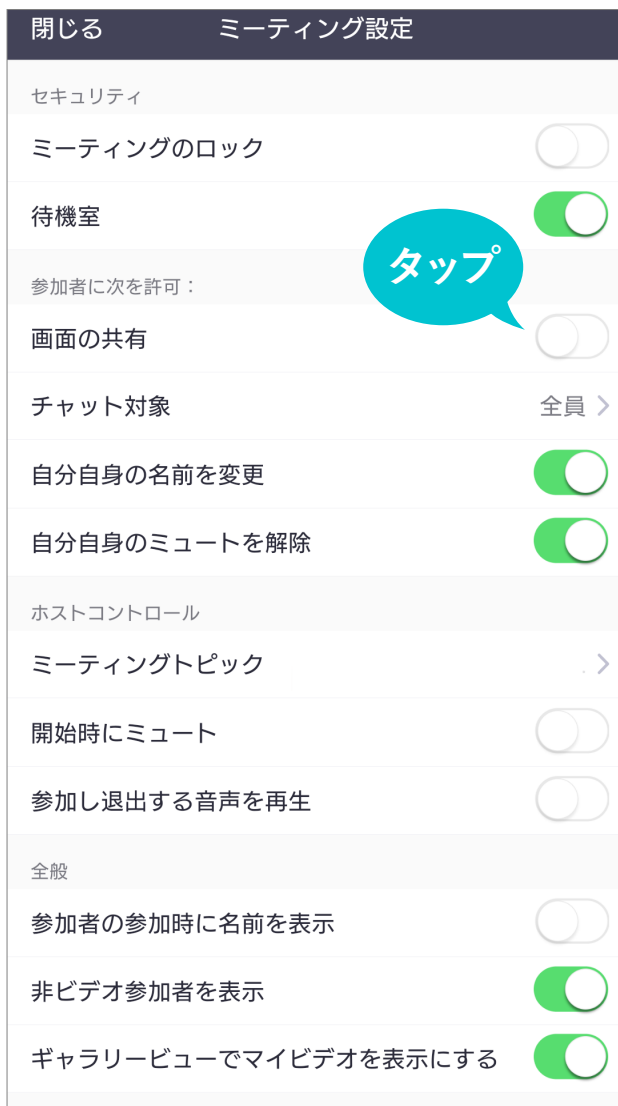 閉じる ミーティング設定
セキュリティ
ミーティングのロック
待機室
タップ
参加者に次を許可：
画面の共有
チャット対象 全員
自分自身の名前を変更
自分自身のミュートを解除
ホストコントロール
ミーティングトピック
開始時にミュート
参加し退出する音声を再生
全般
参加者の参加時に名前を表示
非ビデオ参加者を表示
ギャラリービューでマイビデオを表示にする